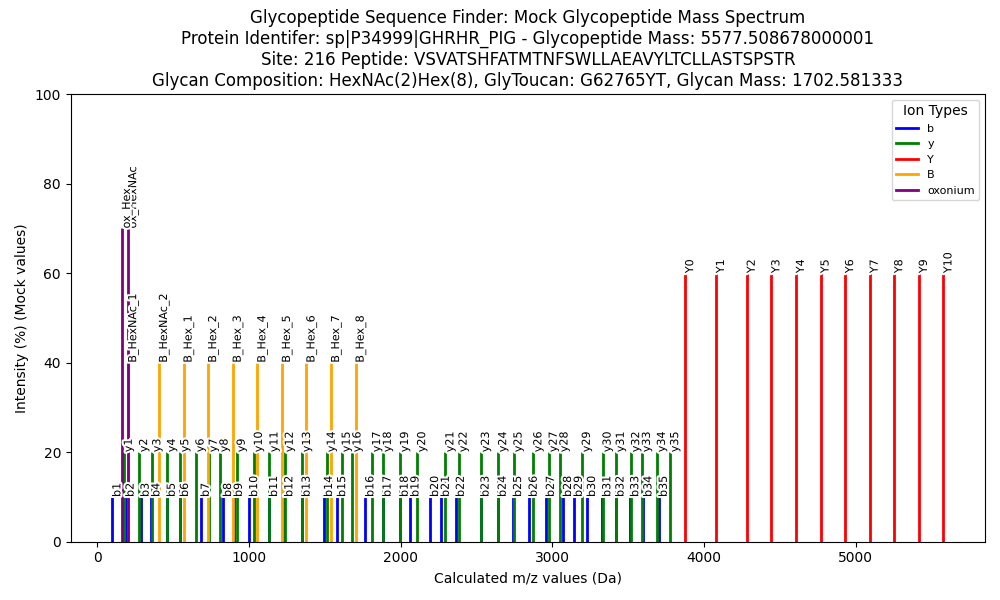 Glycopeptide Sequence Finder: Mock Glycopeptide Mass Spectrum
Protein Identifer: sp|P34999|GHRHR_PIG - Glycopeptide Mass: 5577.508678000001
Site: 216 Peptide: VSVATSHFATMTNFSWLLAEAVYLTCLLASTSPSTR
Glycan Composition: HexNAc(2)Hex(8), GlyToucan: G62765YT, Glycan Mass: 1702.581333
Intensity (%) (Mock values)
100
80
60
40
20
0
Ion Types
b
y
Y
B
oxonium
ox_Hex
ox_HexNAc
Y0
Y1
Y2
Y3
Y4
Y5
Y6
Y7
Y8
Y9
Y10
B_HexNAc_1
B_HexNAc_2
B_Hex_1
B_Hex_2
B_Hex_3
B_Hex_4
B_Hex_5
B_Hex_6
B_Hex_7
B_Hex_8
y1
y2
y3
y4
y5
y6
y7
y8
y9
y10
y11
y12
y13
y14
y15
y16
y17
y18
y19
y20
y21
y22
y23
y24
y25
y26
y27
y28
y29
y30
y31
y32
y33
y34
y35
b1
b2
b3
b4
b5
b6
b7
b8
b9
b10
b11
b12
b13
b14
b15
b16
b17
b18
b19
b20
b21
b22
b23
b24
b25
b26
b27
b28
b29
b30
b31
b32
b33
b34
b35
0
1000
2000
3000
4000
5000
Calculated m/z values (Da)